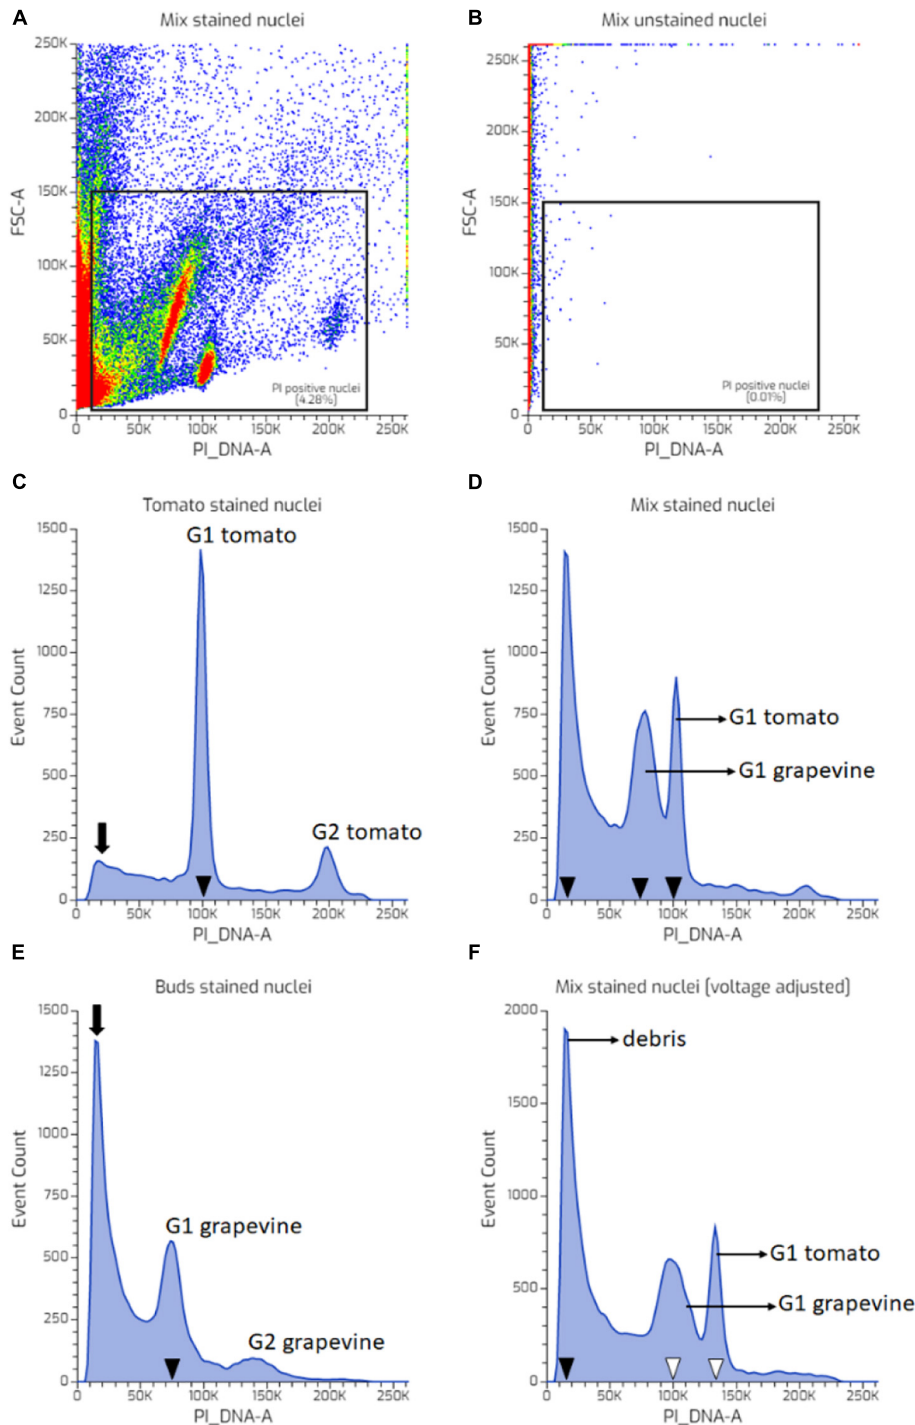 A
Mix stained nuclei
250K
200K
150K
100K
50K
0
FSC-A
PI positive nuclei
[4.28%]
0 50K 100K 150K 200K 250K
PI_DNA-A
B
Mix unstained nuclei
250K
200K
150K
100K
50K
0
FSC-A
PI positive nuclei
[0.01%]
0 50K 100K 150K 200K 250K
PI_DNA-A
C
Tomato stained nuclei
1500
1250
1000
750
500
250
0
Event Count
G1 tomato
G2 tomato
0 50K 100K 150K 200K 250K
PI_DNA-A
D
Mix stained nuclei
1500
1250
1000
750
500
250
0
Event Count
G1 tomato
G1 grapevine
0 50K 100K 150K 200K 250K
PI_DNA-A
E
Buds stained nuclei
1500
1250
1000
750
500
250
0
Event Count
G1 grapevine
G2 grapevine
0 50K 100K 150K 200K 250K
PI_DNA-A
F
Mix stained nuclei [voltage adjusted]
2000
1500
1000
500
0
Event Count
debris
G1 tomato
G1 grapevine
0 50K 100K 150K 200K 250K
PI_DNA-A